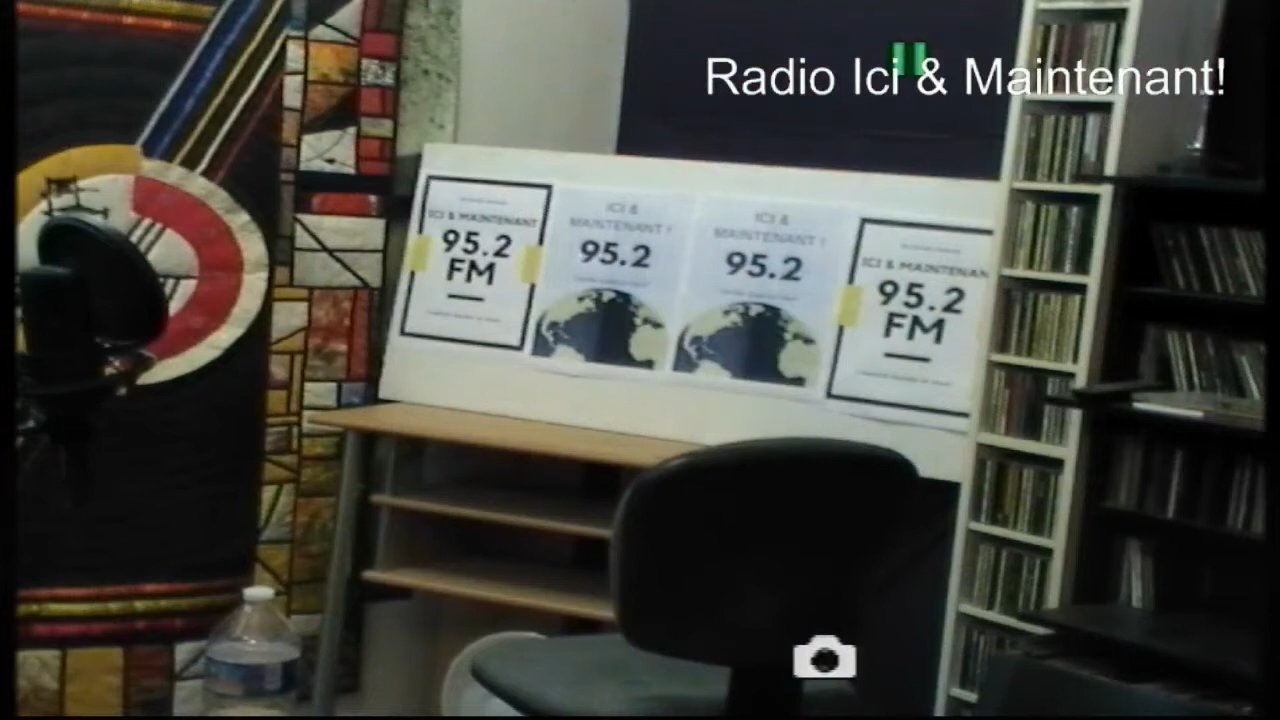 Radio Ici & Maintenant!
ICI & MAINTENANT
95.2
FM
ICI &
MAINTENANT !
95.2
ICI &
MAINTENANT !
95.2
ICI & MAINTENAN
95.2
FM